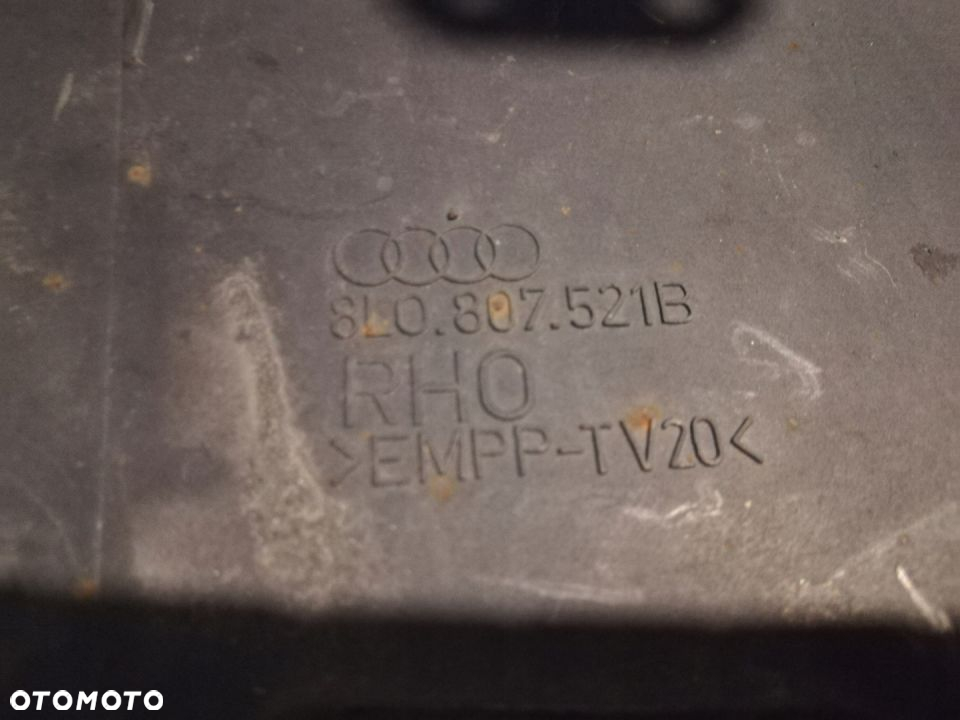 8L0.807.521B
RHO
>EMPP-TV20<
OTOMOTO